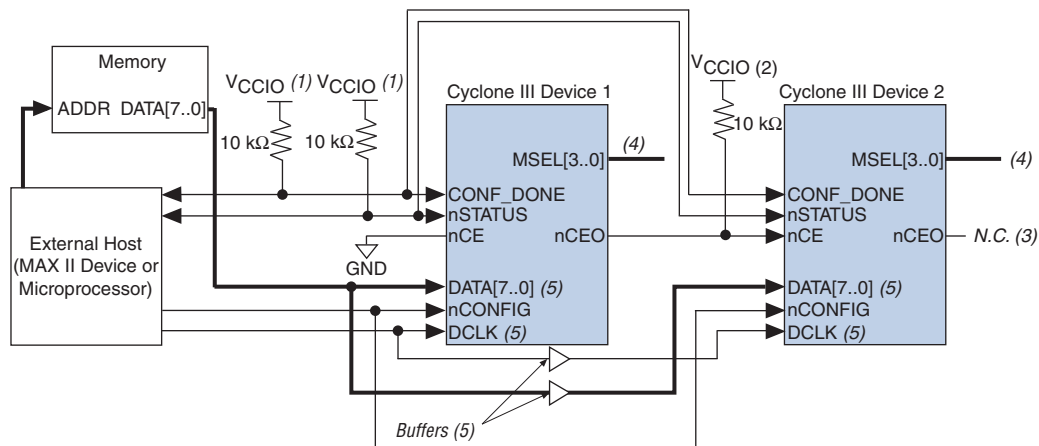 Memory
ADDR DATA[7..0]
VCCIO (1)
VCCIO (1)
10 kΩ
10 kΩ
Cyclone III Device 1
MSEL[3..0]
(4)
CONF_DONE
nSTATUS
nCE
nCEO
GND
DATA[7..0] (5)
nCONFIG
DCLK (5)
External Host
(MAX II Device or
Microprocessor)
VCCIO (2)
10 kΩ
Cyclone III Device 2
MSEL[3..0]
(4)
CONF_DONE
nSTATUS
nCE
nCEO
N.C. (3)
DATA[7..0] (5)
nCONFIG
DCLK (5)
Buffers (5)